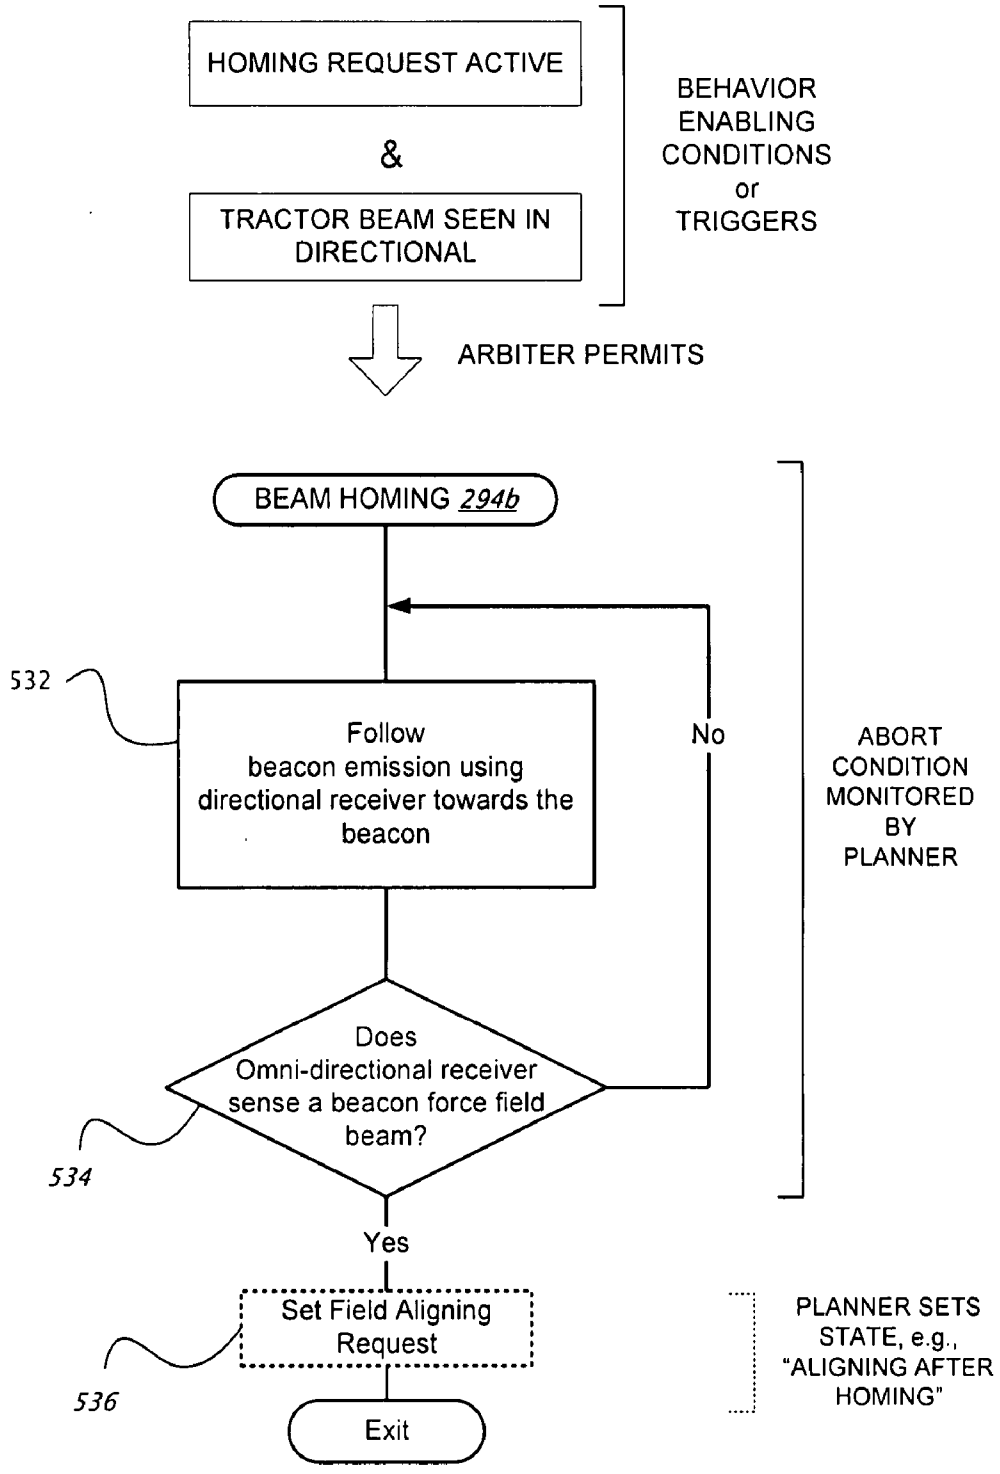 HOMING REQUEST ACTIVE
&
TRACTOR BEAM SEEN IN
DIRECTIONAL
BEHAVIOR
ENABLING
CONDITIONS
or
TRIGGERS
ARBITER PERMITS
BEAM HOMING 294b
532
Follow
beacon emission using
directional receiver towards the
beacon
No
ABORT
CONDITION
MONITORED
BY
PLANNER
Does
Omni-directional receiver
sense a beacon force field
beam?
534
Yes
Set Field Aligning
Request
536
PLANNER SETS
STATE, e.g.,
“ALIGNING AFTER
HOMING”
Exit